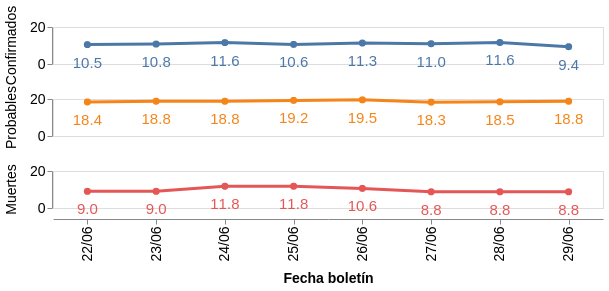 Confirmados
20
0
10.5 10.8 11.6 10.6 11.3 11.0 11.6 9.4
Probables
20
0
18.4 18.8 18.8 19.2 19.5 18.3 18.5 18.8
Muertes
20
0
9.0 9.0 11.8 11.8 10.6 8.8 8.8 8.8
22/06 23/06 24/06 25/06 26/06 27/06 28/06 29/06
Fecha boletín